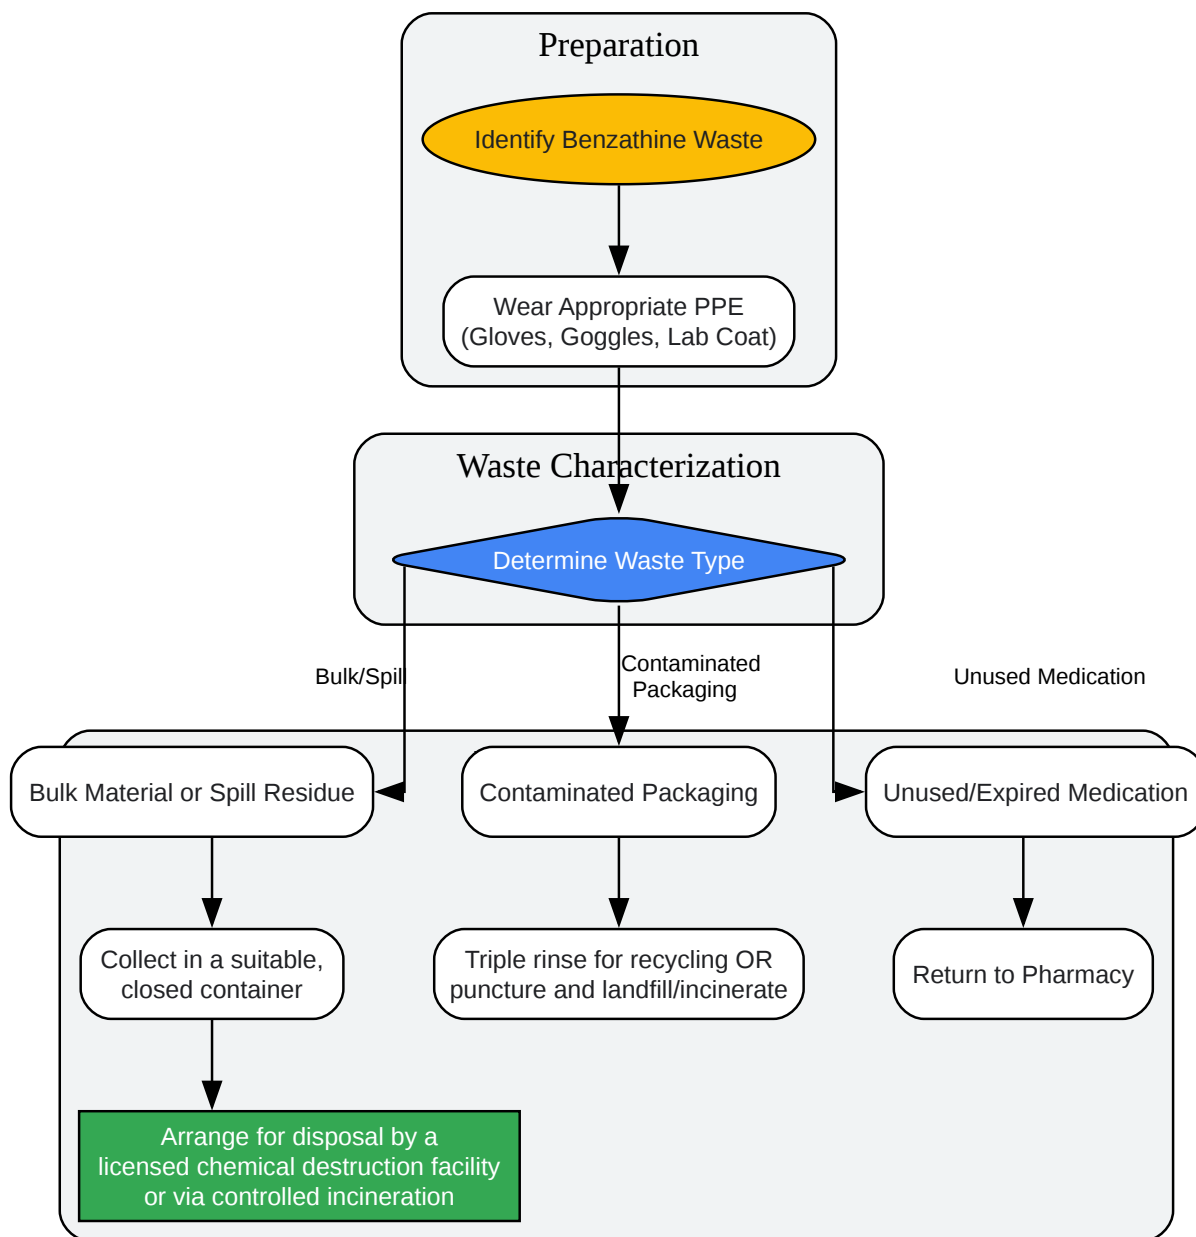 Preparation
Identify Benzathine Waste
Wear Appropriate PPE
(Gloves, Goggles, Lab Coat)
Waste Characterization
Determine Waste Type
Bulk/Spill
Contaminated
Packaging
Unused Medication
Bulk Material or Spill Residue
Contaminated Packaging
Unused/Expired Medication
Collect in a suitable,
closed container
Triple rinse for recycling OR
puncture and landfill/incinerate
Return to Pharmacy
Arrange for disposal by a
licensed chemical destruction facility
or via controlled incineration